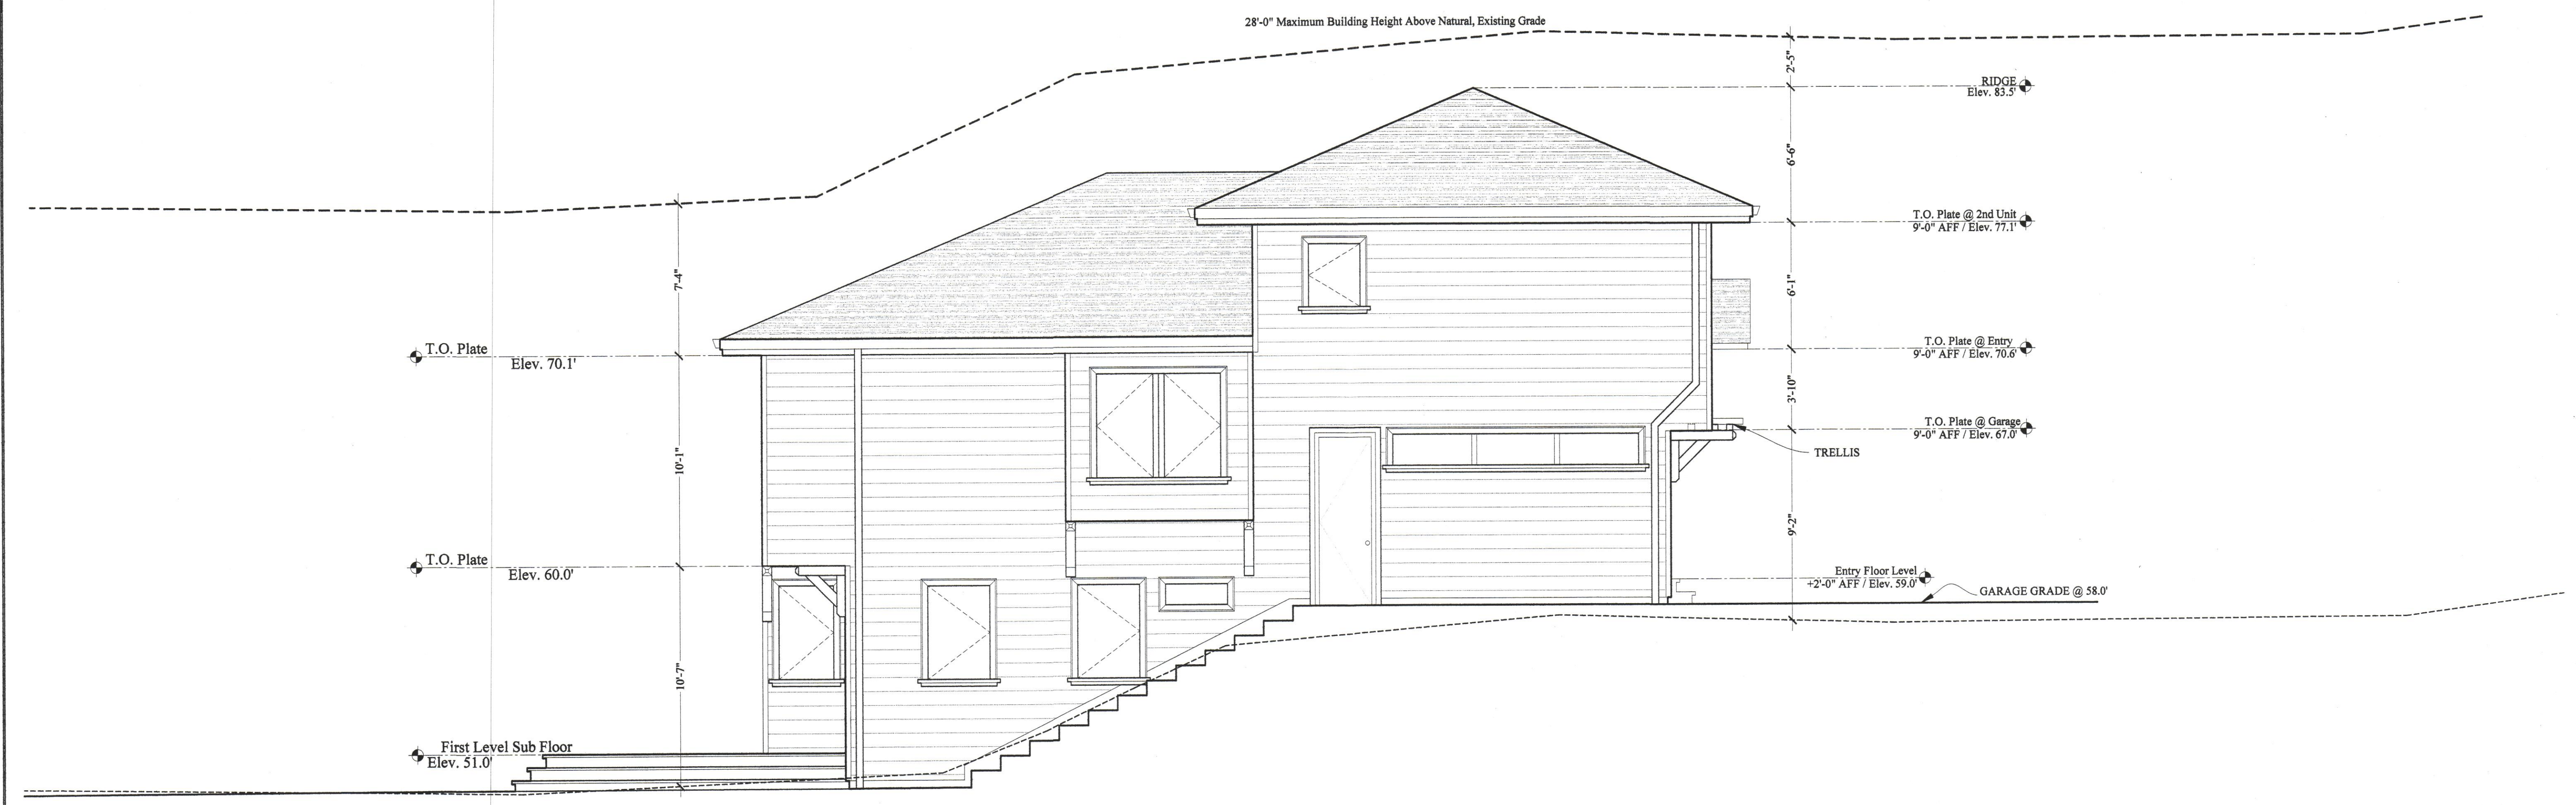 28'-0" Maximum Building Height Above Natural, Existing Grade
2'-5"
RIDGE
Elev. 83.5'
6'-6"
T.O. Plate @ 2nd Unit
9'-0" AFF / Elev. 77.1'
7'-4"
6'-1"
T.O. Plate
Elev. 70.1'
T.O. Plate @ Entry
9'-0" AFF / Elev. 70.6'
3'-10"
T.O. Plate @ Garage
9'-0" AFF / Elev. 67.0'
TRELLIS
10'-1"
9'-2"
T.O. Plate
Elev. 60.0'
Entry Floor Level
+2'-0" AFF / Elev. 59.0'
GARAGE GRADE @ 58.0'
10'-7"
First Level Sub Floor
Elev. 51.0'